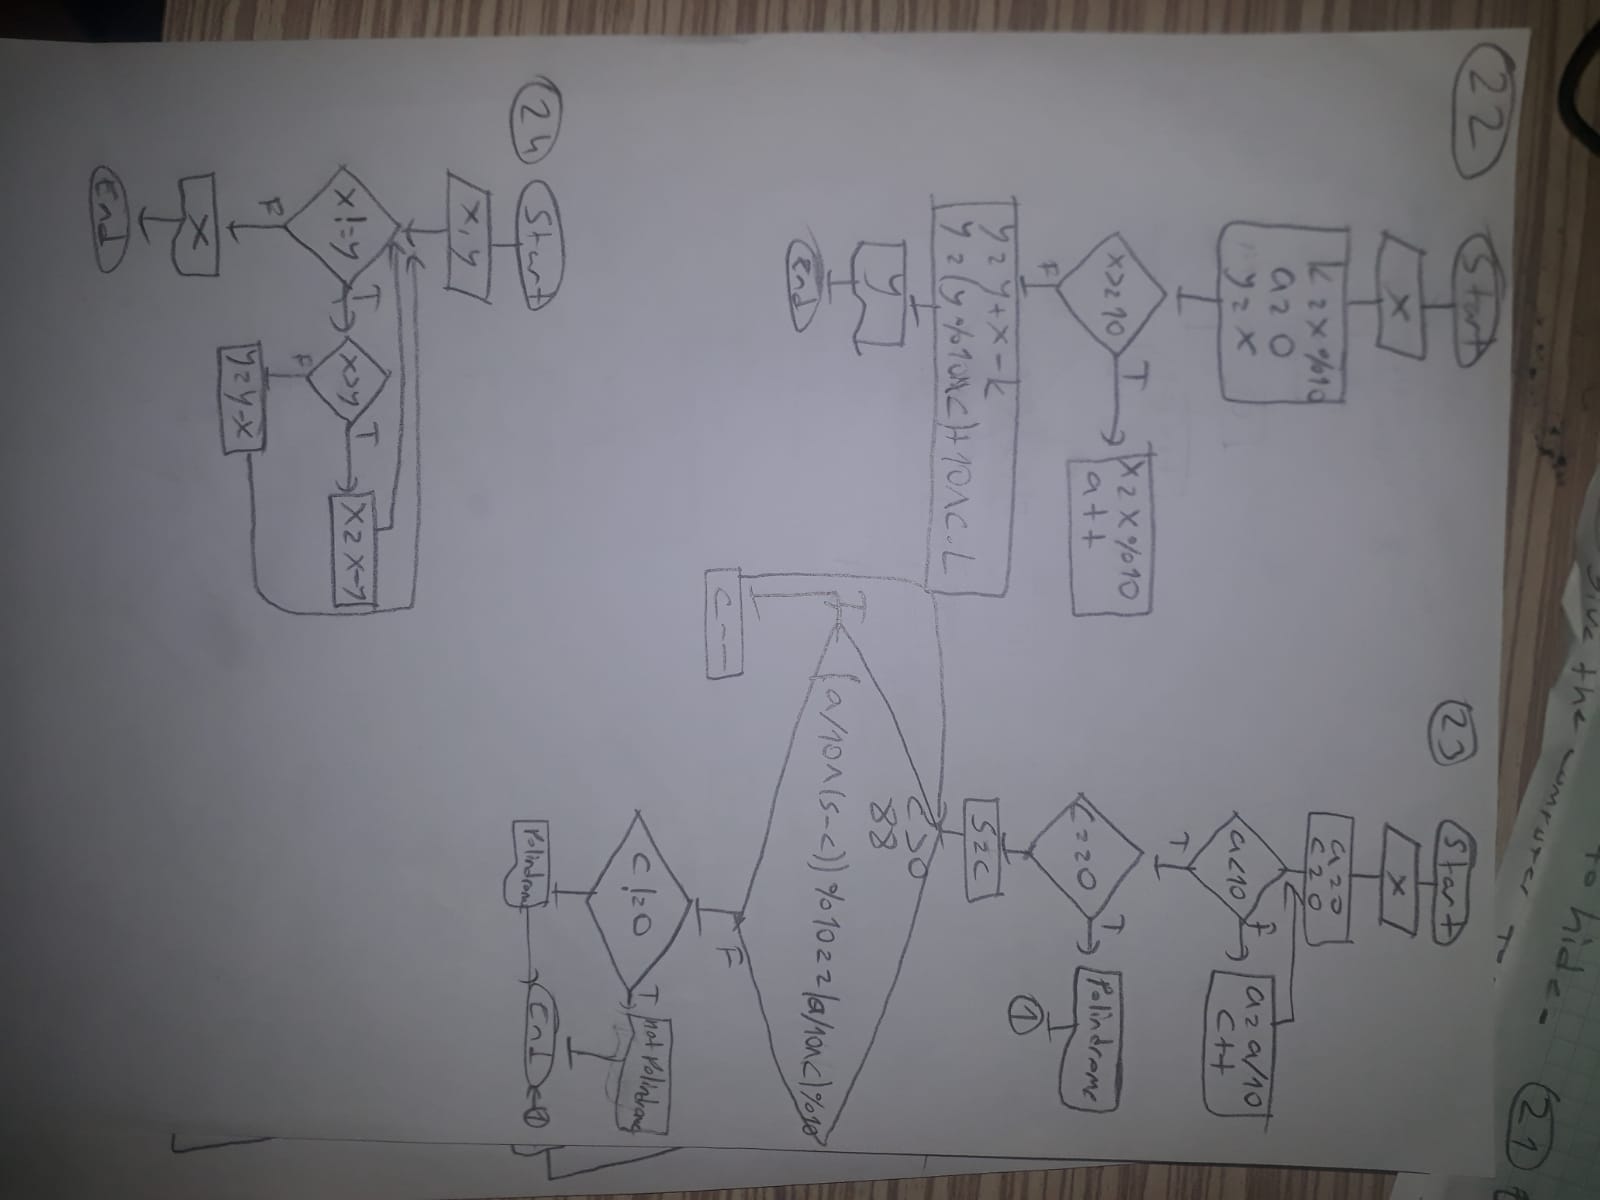 give the computer to
to hide.
21
22
Start
x
k=x%10
a=0
y=x
x>=10
T
x=x%10
a++
F
y=y+x-k
y=(y%10^c)+10^c.L
y
End
23
Start
x
a=0
c=0
a<10
F
a=a/10
c++
T
c==0
T
Polindrome
1
s=c
c>0
&&
(a/10^(s-c))%10==(a/10^c)%10
T
c--
F
c!=0
T
not Polindrome
Polindrome
End
1
24
Start
x,y
x!=y
T
x>y
T
x=x-y
F
y=y-x
F
x
End